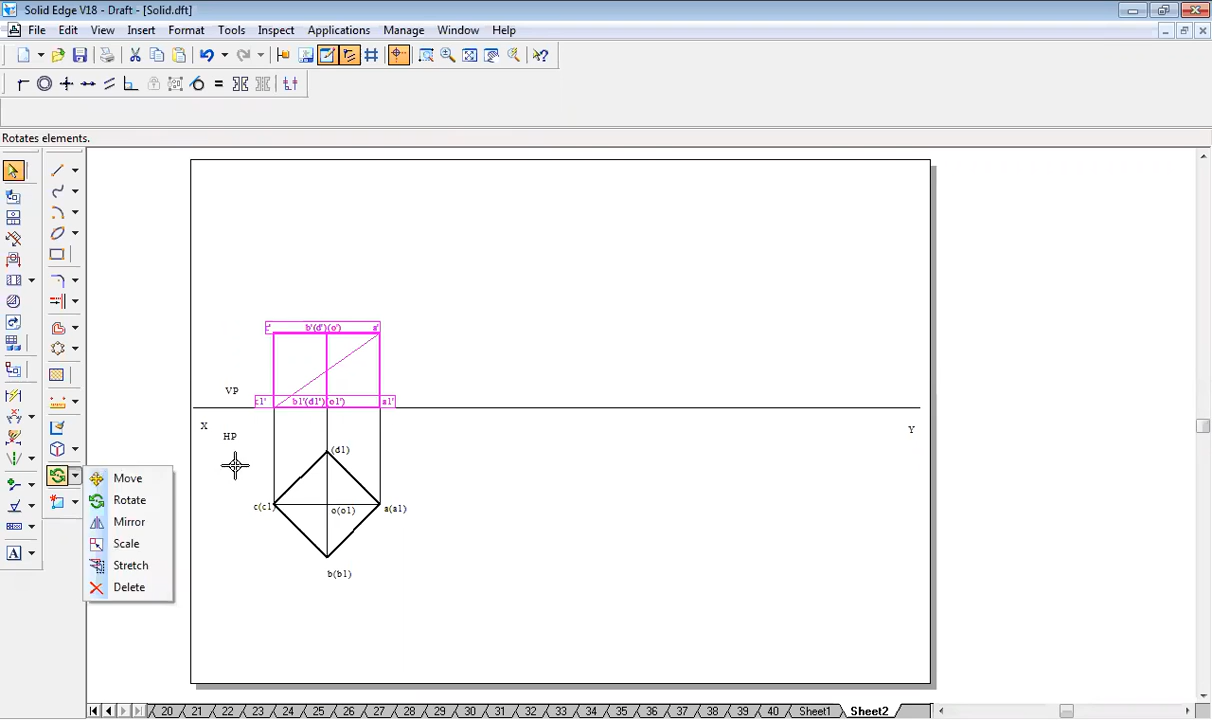 Solid Edge V18 - Draft - [Solid.dft]
File Edit View Insert Format Tools Inspect Applications Manage Window Help
Rotates elements.
b'(d')(o') a'
VP
c1' b1'(d1')(o1') a1'
X Y
HP
(d1)
Move
Rotate
c(c1) o(o1) a(a1)
Mirror
Scale
Stretch
b(b1)
Delete
A
20 21 22 23 24 25 26 27 28 29 30 31 32 33 34 35 36 37 38 39 40 Sheet1 Sheet2